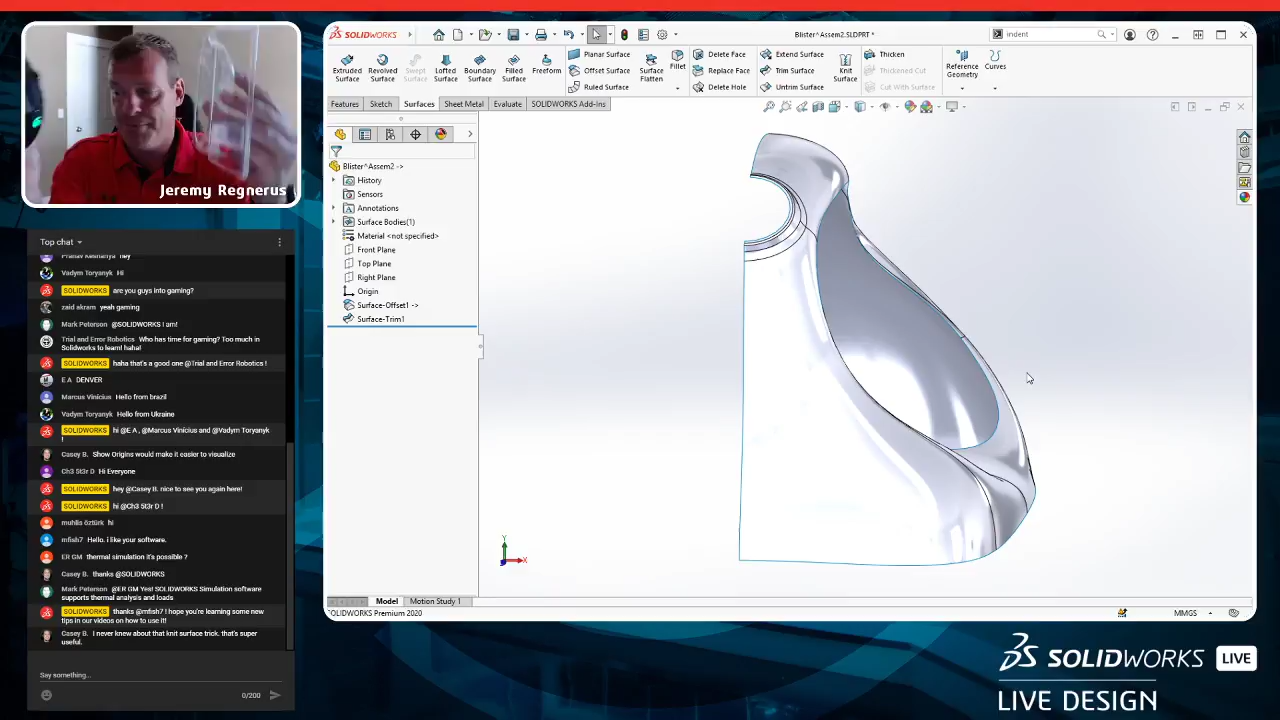 SOLIDWORKS
Blister^Assem2.SLDPRT *
indent
Extruded Surface
Revolved Surface
Swept Surface
Lofted Surface
Boundary Surface
Filled Surface
Freeform
Planar Surface
Offset Surface
Ruled Surface
Surface Flatten
Fillet
Delete Face
Replace Face
Delete Hole
Extend Surface
Trim Surface
Untrim Surface
Knit Surface
Thicken
Thickened Cut
Cut With Surface
Reference Geometry
Curves
Features
Sketch
Surfaces
Sheet Metal
Evaluate
SOLIDWORKS Add-Ins
Blister^Assem2 ->
History
Sensors
Annotations
Surface Bodies(1)
Material <not specified>
Front Plane
Top Plane
Right Plane
Origin
Surface-Offset1 ->
Surface-Trim1
Y
X
Model
Motion Study 1
SOLIDWORKS Premium 2020
MMGS
Jeremy Regnerus
Top chat
hey
Vadym Toryanyk Hi
SOLIDWORKS are you guys into gaming?
zaid akram yeah gaming
Mark Peterson @SOLIDWORKS I am!
Trial and Error Robotics Who has time for gaming? Too much in
Solidworks to learn! haha!
SOLIDWORKS haha that's a good one @Trial and Error Robotics !
E A DENVER
Marcus Vinícius Hello from brazil
Vadym Toryanyk Hello from Ukraine
SOLIDWORKS hi @E A , @Marcus Vinícius and @Vadym Toryanyk
!
Casey B. Show Origins would make it easier to visualize
Ch3 5t3r D Hi Everyone
SOLIDWORKS hey @Casey B. nice to see you again here!
SOLIDWORKS hi @Ch3 5t3r D !
muhlis öztürk hi
mfish7 Hello. i like your software.
ER GM thermal simulation it's possible ?
Casey B. thanks @SOLIDWORKS
Mark Peterson @ER GM Yes! SOLIDWORKS Simulation software
supports thermal analysis and loads
SOLIDWORKS thanks @mfish7 ! i hope you're learning some new
tips in our videos on how to use it!
Casey B. I never knew about that knit surface trick. that's super
useful.
Say something...
0/200
SOLIDWORKS LIVE
LIVE DESIGN